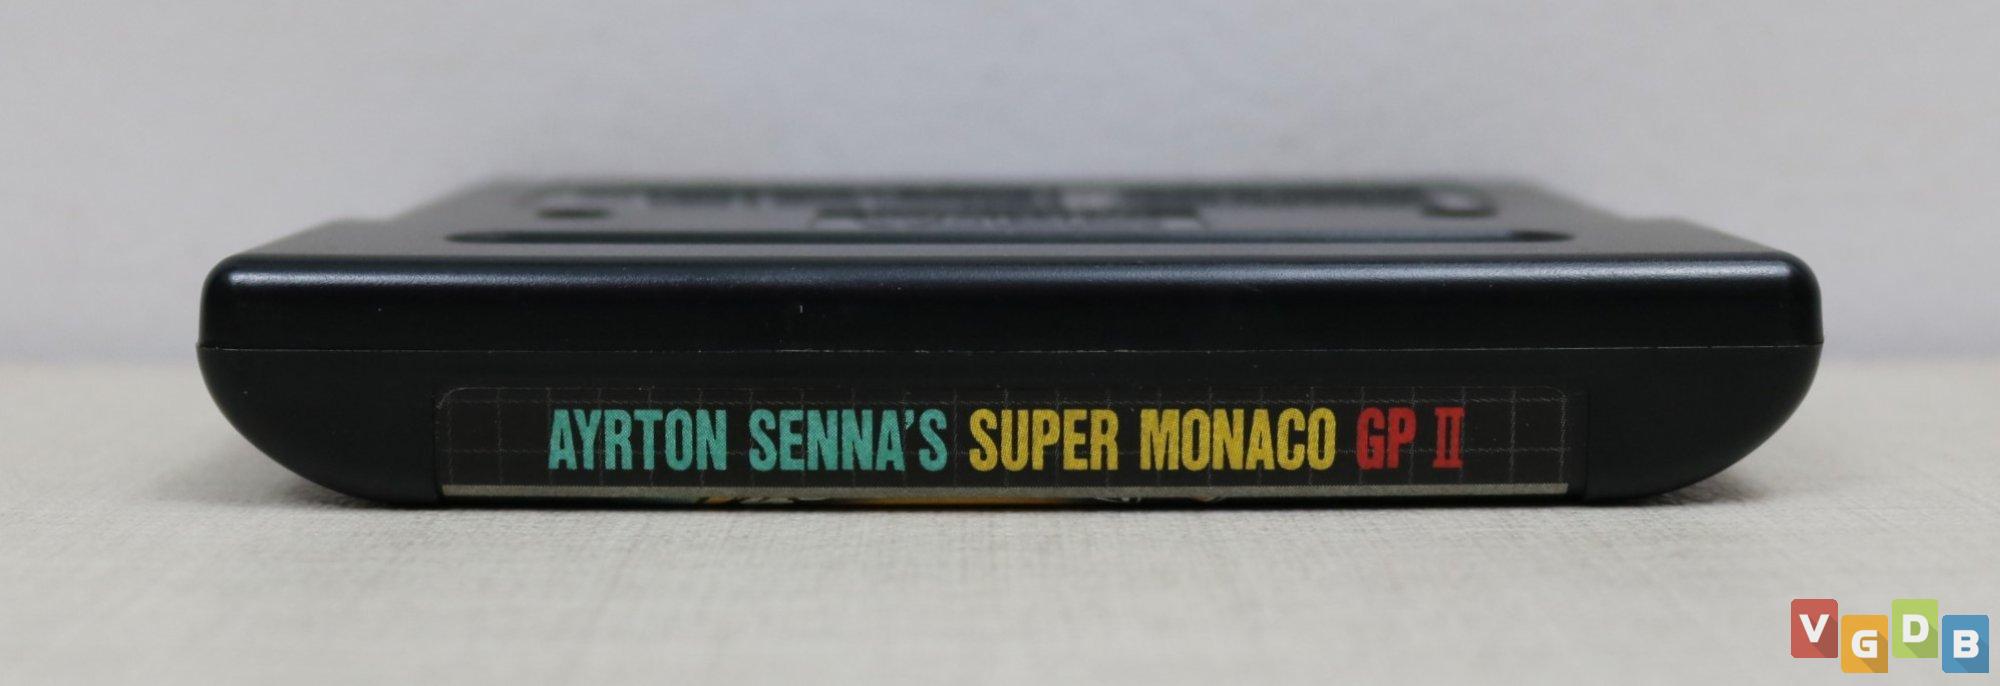 AYRTON SENNA'S SUPER MONACO GP II
VGDB